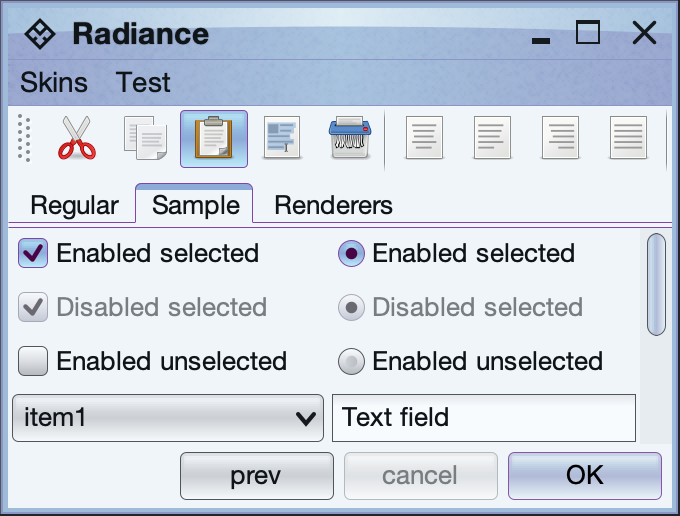 Radiance
Skins Test
Regular Sample Renderers
Enabled selected Enabled selected
Disabled selected Disabled selected
Enabled unselected Enabled unselected
item1 Text field
prev cancel OK